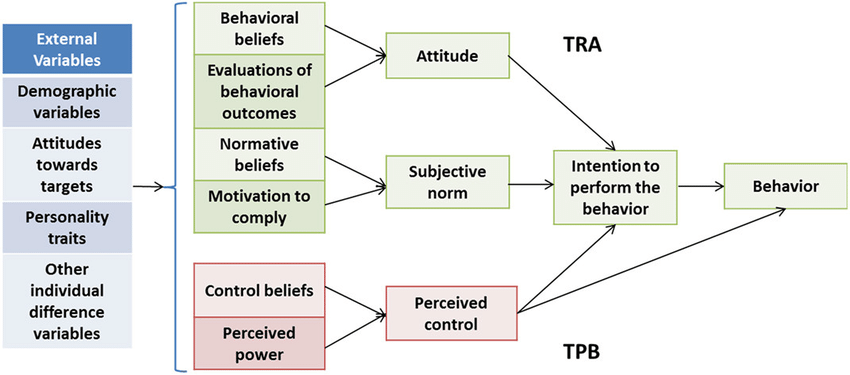 External
Variables
Demographic
variables
Attitudes
towards
targets
Personality
traits
Other
individual
difference
variables
Behavioral
beliefs
Evaluations of
behavioral
outcomes
Normative
beliefs
Motivation to
comply
Control beliefs
Perceived
power
Attitude
Subjective
norm
Perceived
control
TRA
Intention to
perform the
behavior
Behavior
TPB